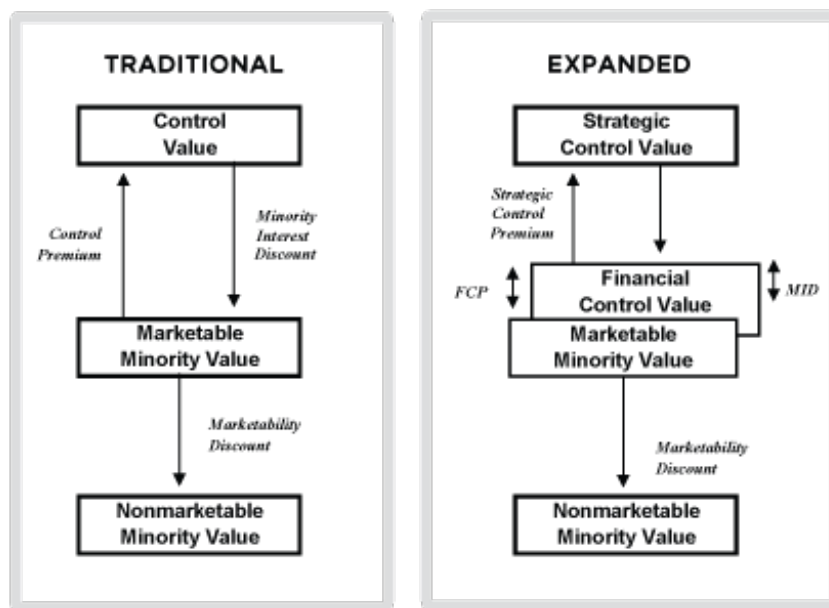 TRADITIONAL
Control
Value
Control
Premium
Minority
Interest
Discount
Marketable
Minority Value
Marketability
Discount
Nonmarketable
Minority Value
EXPANDED
Strategic
Control Value
Strategic
Control
Premium
FCP
Financial
Control Value
MID
Marketable
Minority Value
Marketability
Discount
Nonmarketable
Minority Value